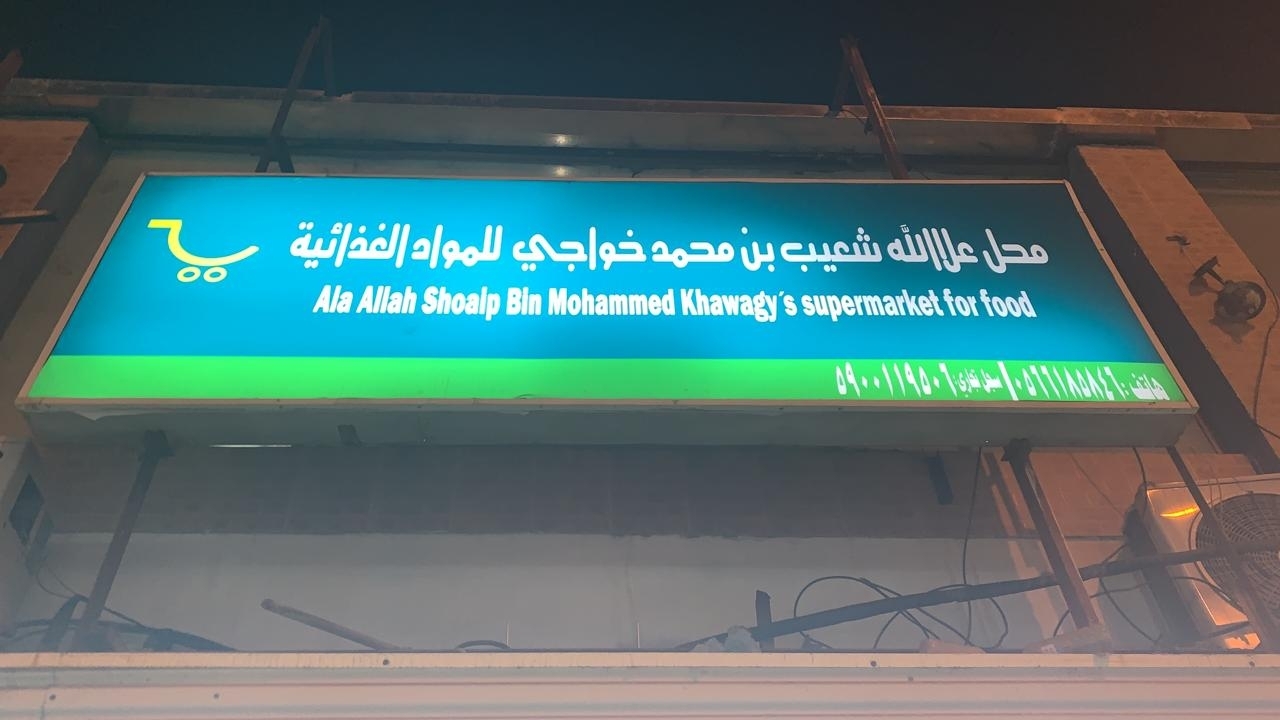 محل علاالله شعيب بن محمد خواجي للمواد الغذائية
Ala Allah Shoaip Bin Mohammed Khawagy's supermarket for food
هاتف: ٠٥٦٦١٨٥٨٤٦ | سجل تجاري: ٥٩٠٠١١٩٥٠٦